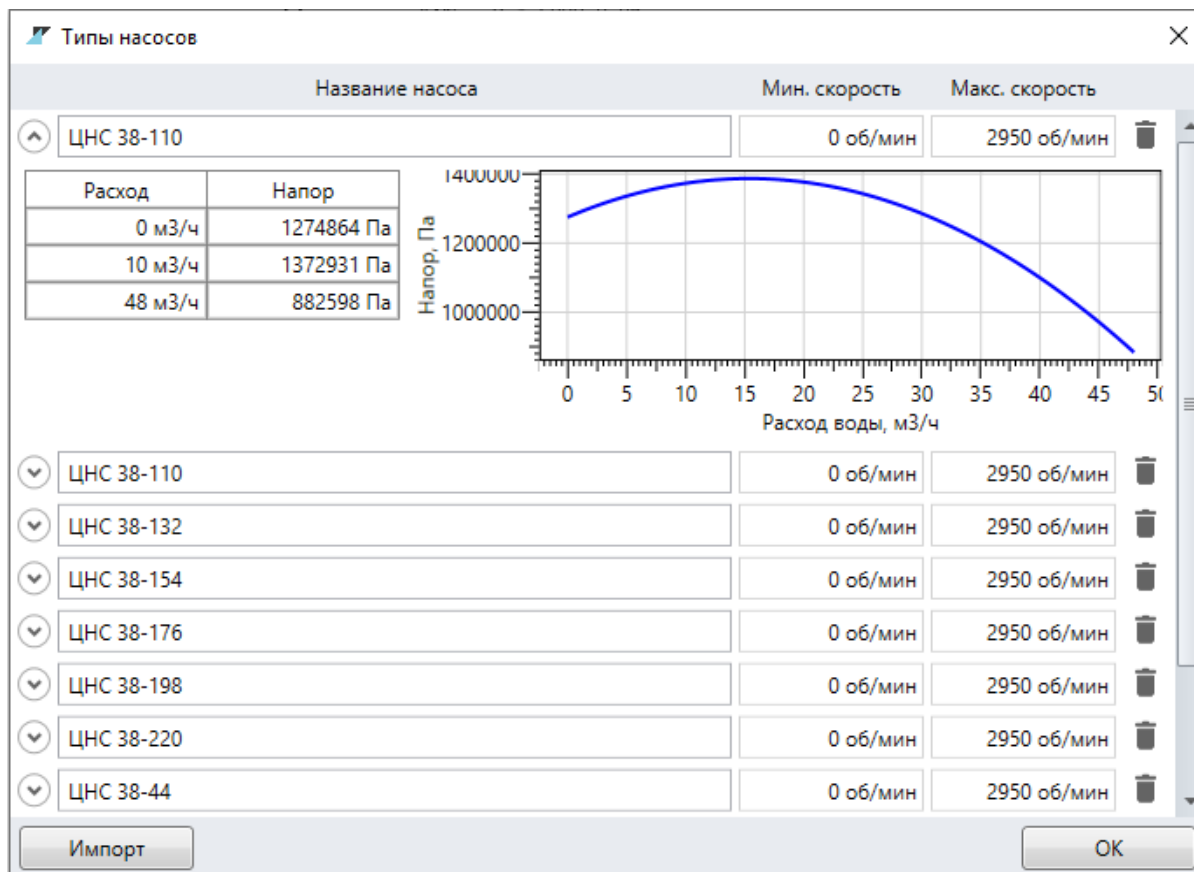 Типы насосов
Название насоса Мин. скорость Макс. скорость
ЦНС 38-110 0 об/мин 2950 об/мин
Расход Напор
0 м3/ч 1274864 Па
10 м3/ч 1372931 Па
48 м3/ч 882598 Па
Напор, Па
1400000
1200000
1000000
0 5 10 15 20 25 30 35 40 45 50
Расход воды, м3/ч
ЦНС 38-110 0 об/мин 2950 об/мин
ЦНС 38-132 0 об/мин 2950 об/мин
ЦНС 38-154 0 об/мин 2950 об/мин
ЦНС 38-176 0 об/мин 2950 об/мин
ЦНС 38-198 0 об/мин 2950 об/мин
ЦНС 38-220 0 об/мин 2950 об/мин
ЦНС 38-44 0 об/мин 2950 об/мин
Импорт ОК